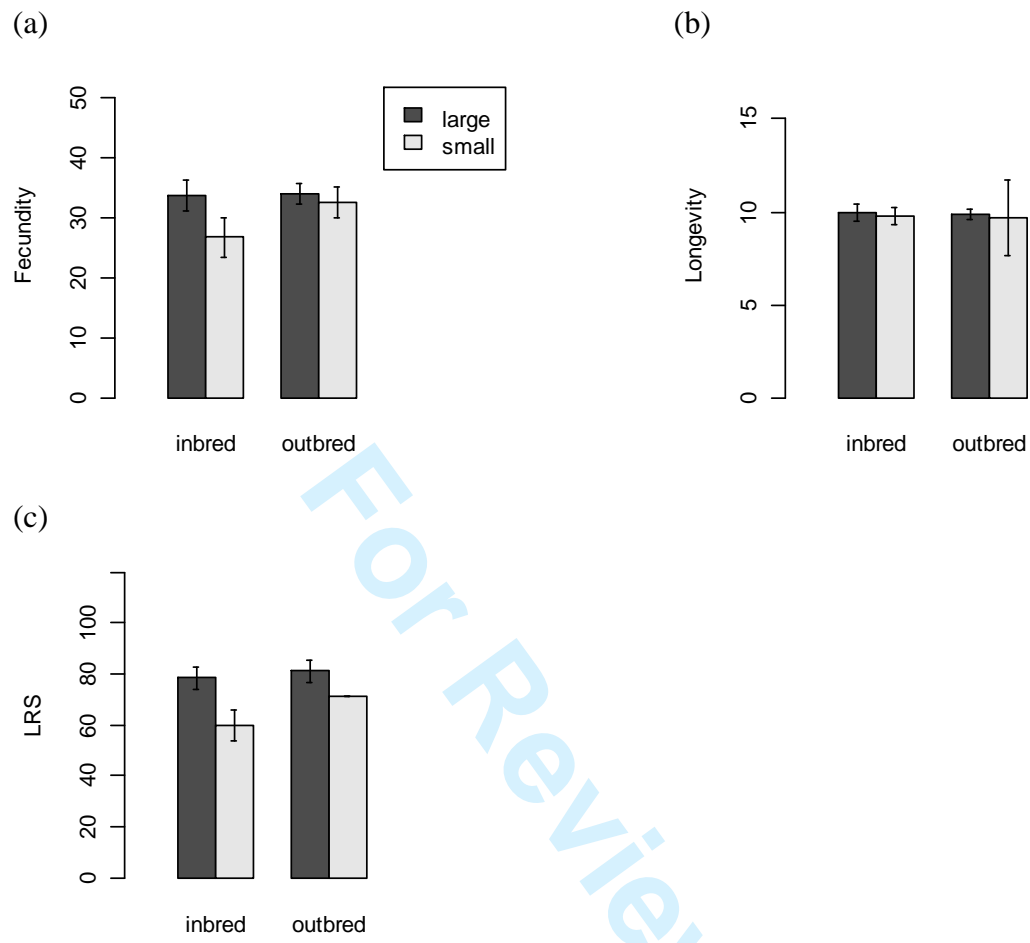 (a)
Fecundity
50
40
30
20
10
0
large
small
inbred outbred
(b)
Longevity
15
10
5
0
inbred outbred
(c)
LRS
100
80
60
40
20
0
inbred outbred
For Review